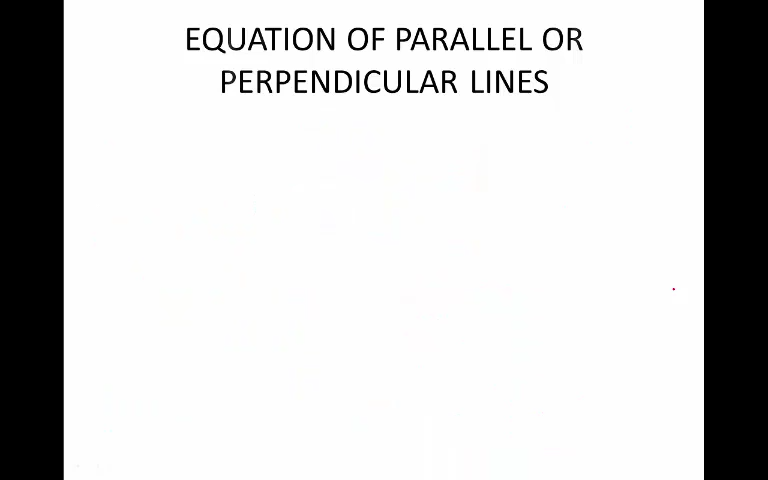 EQUATION OF PARALLEL OR
PERPENDICULAR LINES